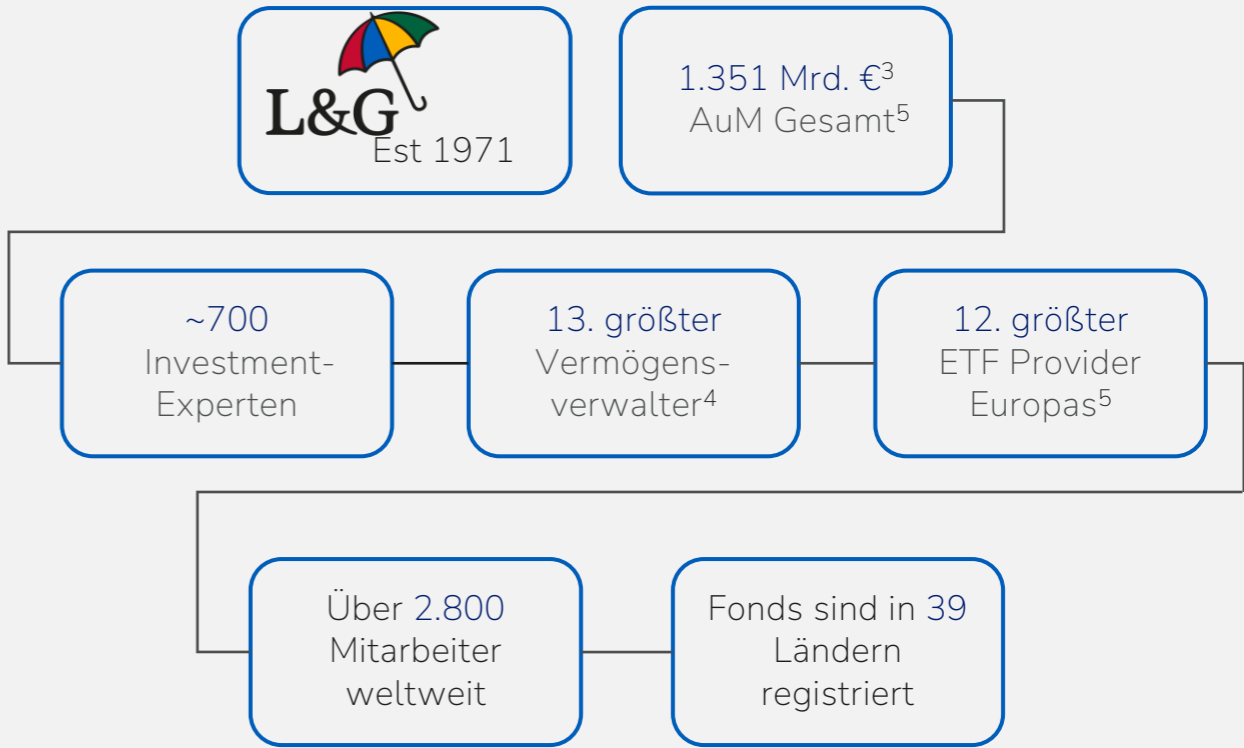 L&G
Est 1971
1.351 Mrd. €³
AuM Gesamt⁵
~700
Investment-
Experten
13. größter
Vermögens-
verwalter⁴
12. größter
ETF Provider
Europas⁵
Über 2.800
Mitarbeiter
weltweit
Fonds sind in 39
Ländern
registriert